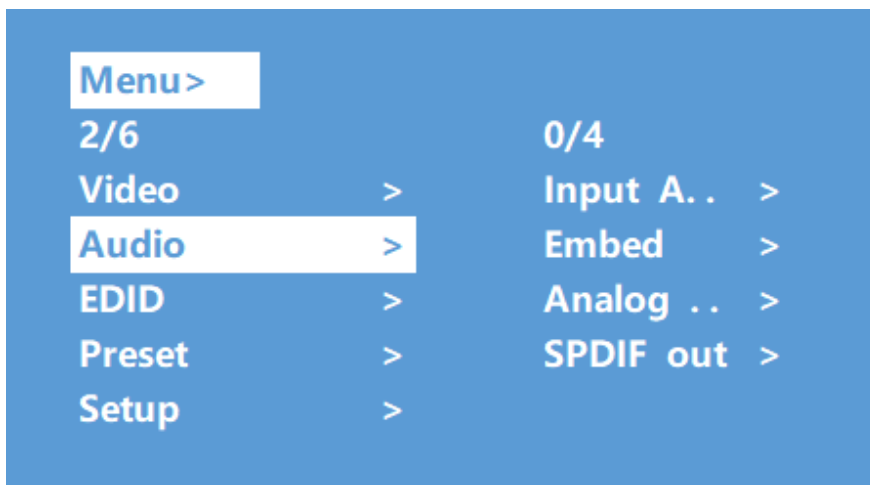 Menu>
2/6 0/4
Video > Input A.. >
Audio > Embed >
EDID > Analog .. >
Preset > SPDIF out >
Setup >